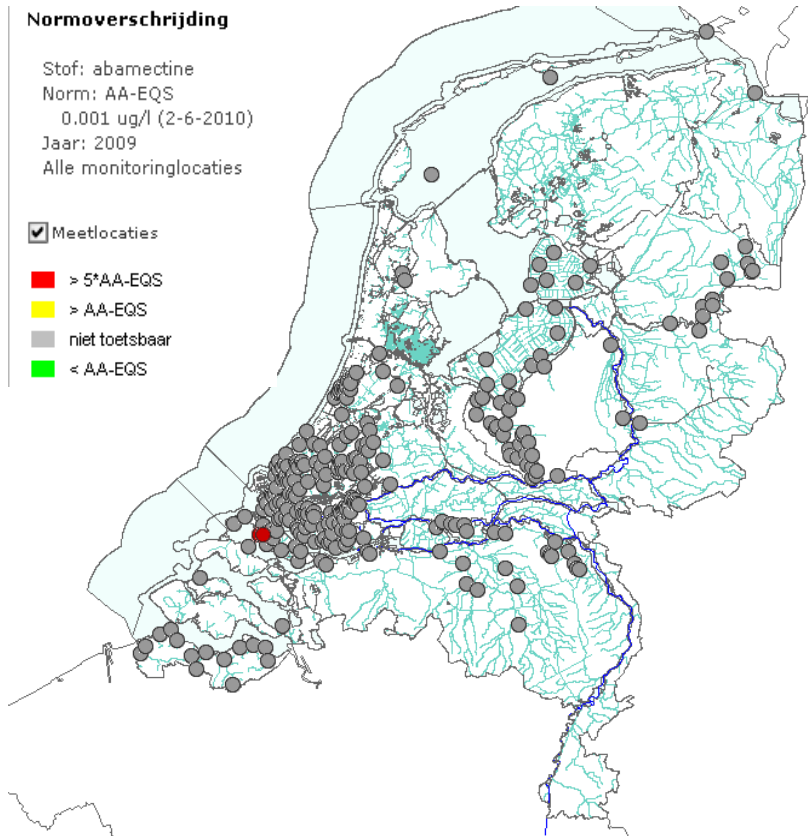 Normoverschrijding
Stof: abamectine
Norm: AA-EQS
0.001 ug/l (2-6-2010)
Jaar: 2009
Alle monitoringlocaties
Meetlocaties
> 5*AA-EQS
> AA-EQS
niet toetsbaar
< AA-EQS